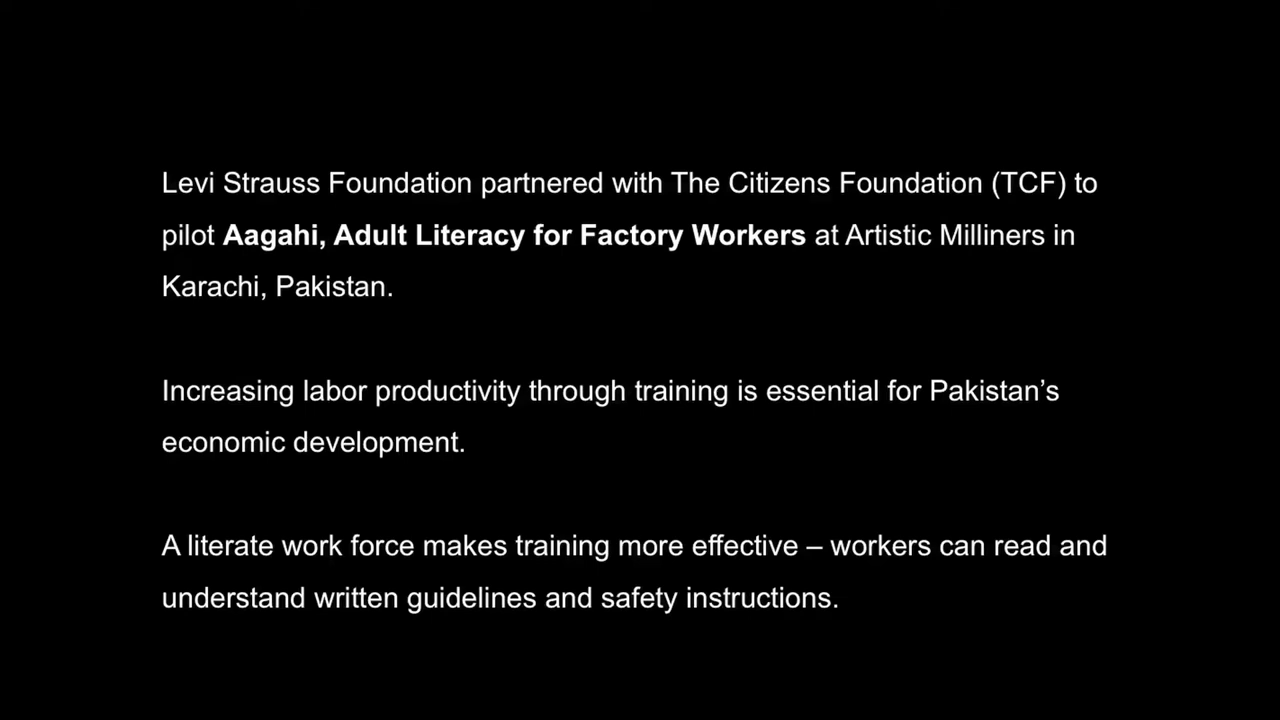 Levi Strauss Foundation partnered with The Citizens Foundation (TCF) to
pilot Aagahi, Adult Literacy for Factory Workers at Artistic Milliners in
Karachi, Pakistan.
Increasing labor productivity through training is essential for Pakistan’s
economic development.
A literate work force makes training more effective – workers can read and
understand written guidelines and safety instructions.